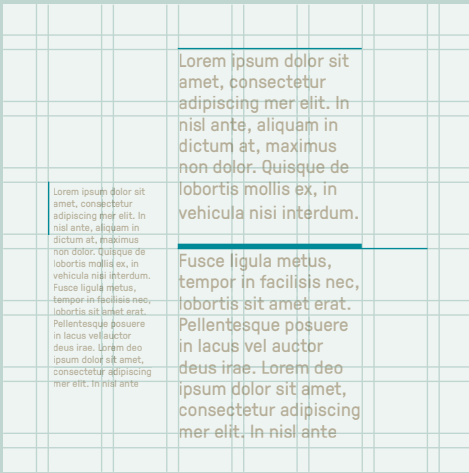 Lorem ipsum dolor sit
amet, consectetur
adipiscing mer elit. In
nisl ante, aliquam in
dictum at, maximus
non dolor. Quisque de
lobortis mollis ex, in
vehicula nisi interdum.
Fusce ligula metus,
tempor in facilisis nec,
lobortis sit amet erat.
Pellentesque posuere
in lacus vel auctor
deus irae. Lorem deo
ipsum dolor sit amet,
consectetur adipiscing
mer elit. In nisl ante
Lorem ipsum dolor sit
amet, consectetur
adipiscing mer elit. In
nisl ante, aliquam in
dictum at, maximus
non dolor. Quisque de
lobortis mollis ex, in
vehicula nisi interdum.
Fusce ligula metus,
tempor in facilisis nec,
lobortis sit amet erat.
Pellentesque posuere
in lacus vel auctor
deus irae. Lorem deo
ipsum dolor sit amet,
consectetur adipiscing
mer elit. In nisl ante